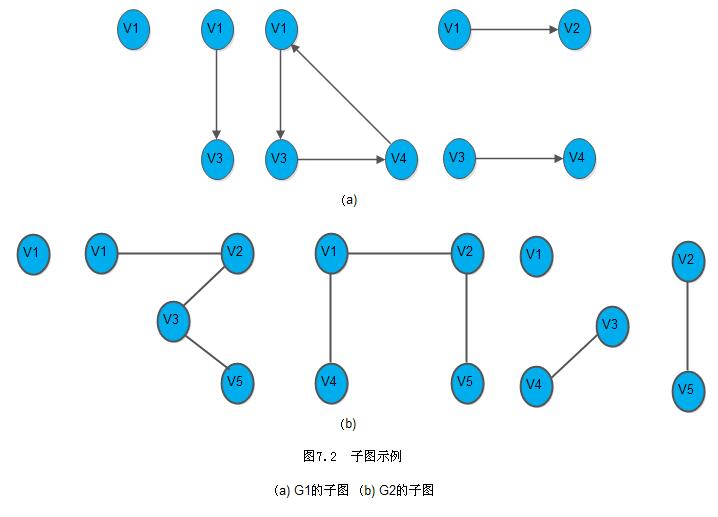 V1 V1 V1 V1 V2
V3 V3 V4 V3 V4
(a)
V1 V1 V2 V1 V2 V1 V2
V3 V3
V5 V4 V5 V4 V5
(b)
图7.2 子图示例
(a) G1的子图 (b) G2的子图